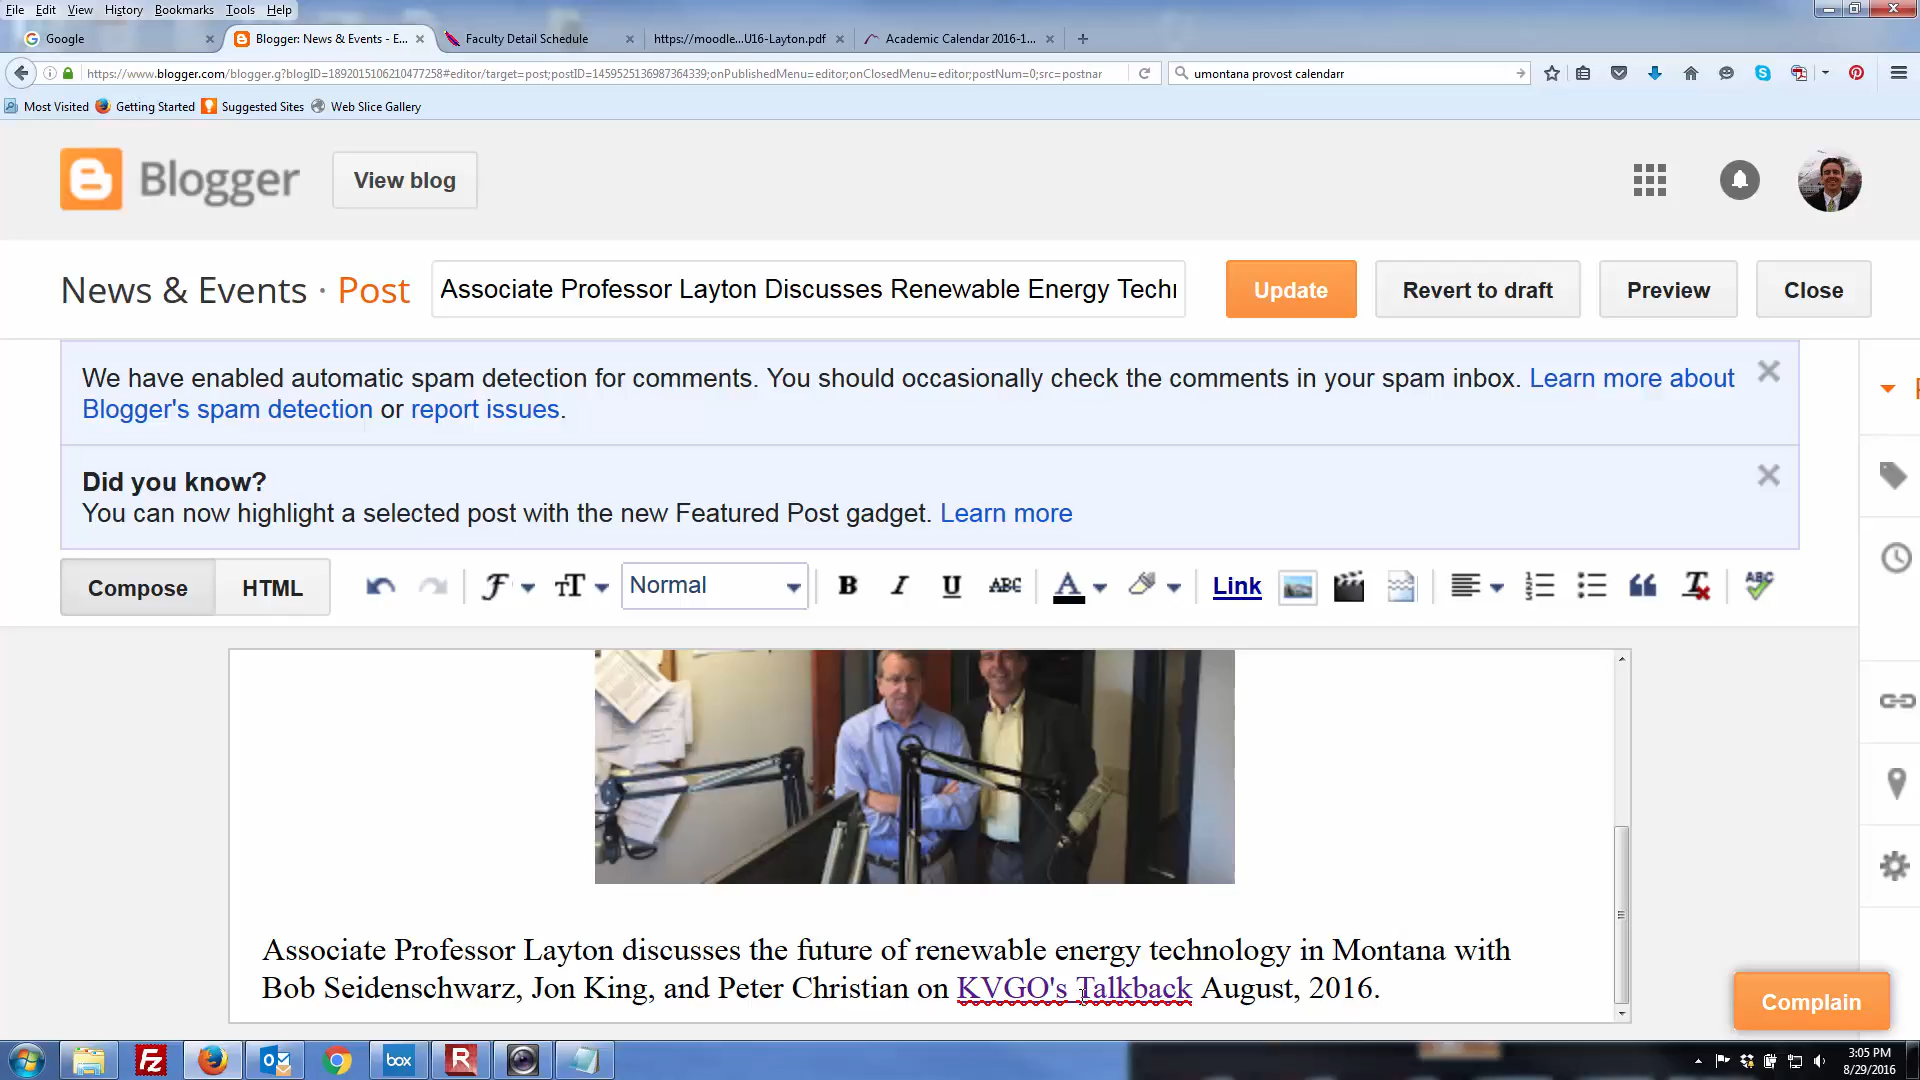 File Edit View History Bookmarks Tools Help
Google
Blogger: News & Events - E...
Faculty Detail Schedule
https://moodle...U16-Layton.pdf
Academic Calendar 2016-1...
https://www.blogger.com/blogger.g?blogID=1892015106210477258#editor/target=post;postID=1459525136987364339;onPublishedMenu=editor;onClosedMenu=editor;postNum=0;src=postnar
umontana provost calendarr
Most Visited Getting Started Suggested Sites Web Slice Gallery
Blogger
View blog
News & Events · Post
Associate Professor Layton Discusses Renewable Energy Techn
Update
Revert to draft
Preview
Close
We have enabled automatic spam detection for comments. You should occasionally check the comments in your spam inbox. Learn more about
Blogger's spam detection or report issues.
Did you know?
You can now highlight a selected post with the new Featured Post gadget. Learn more
Compose HTML Normal B I U ABC A Link ABC
Associate Professor Layton discusses the future of renewable energy technology in Montana with
Bob Seidenschwarz, Jon King, and Peter Christian on KVGO's Talkback August, 2016.
Complain
box
3:05 PM
8/29/2016